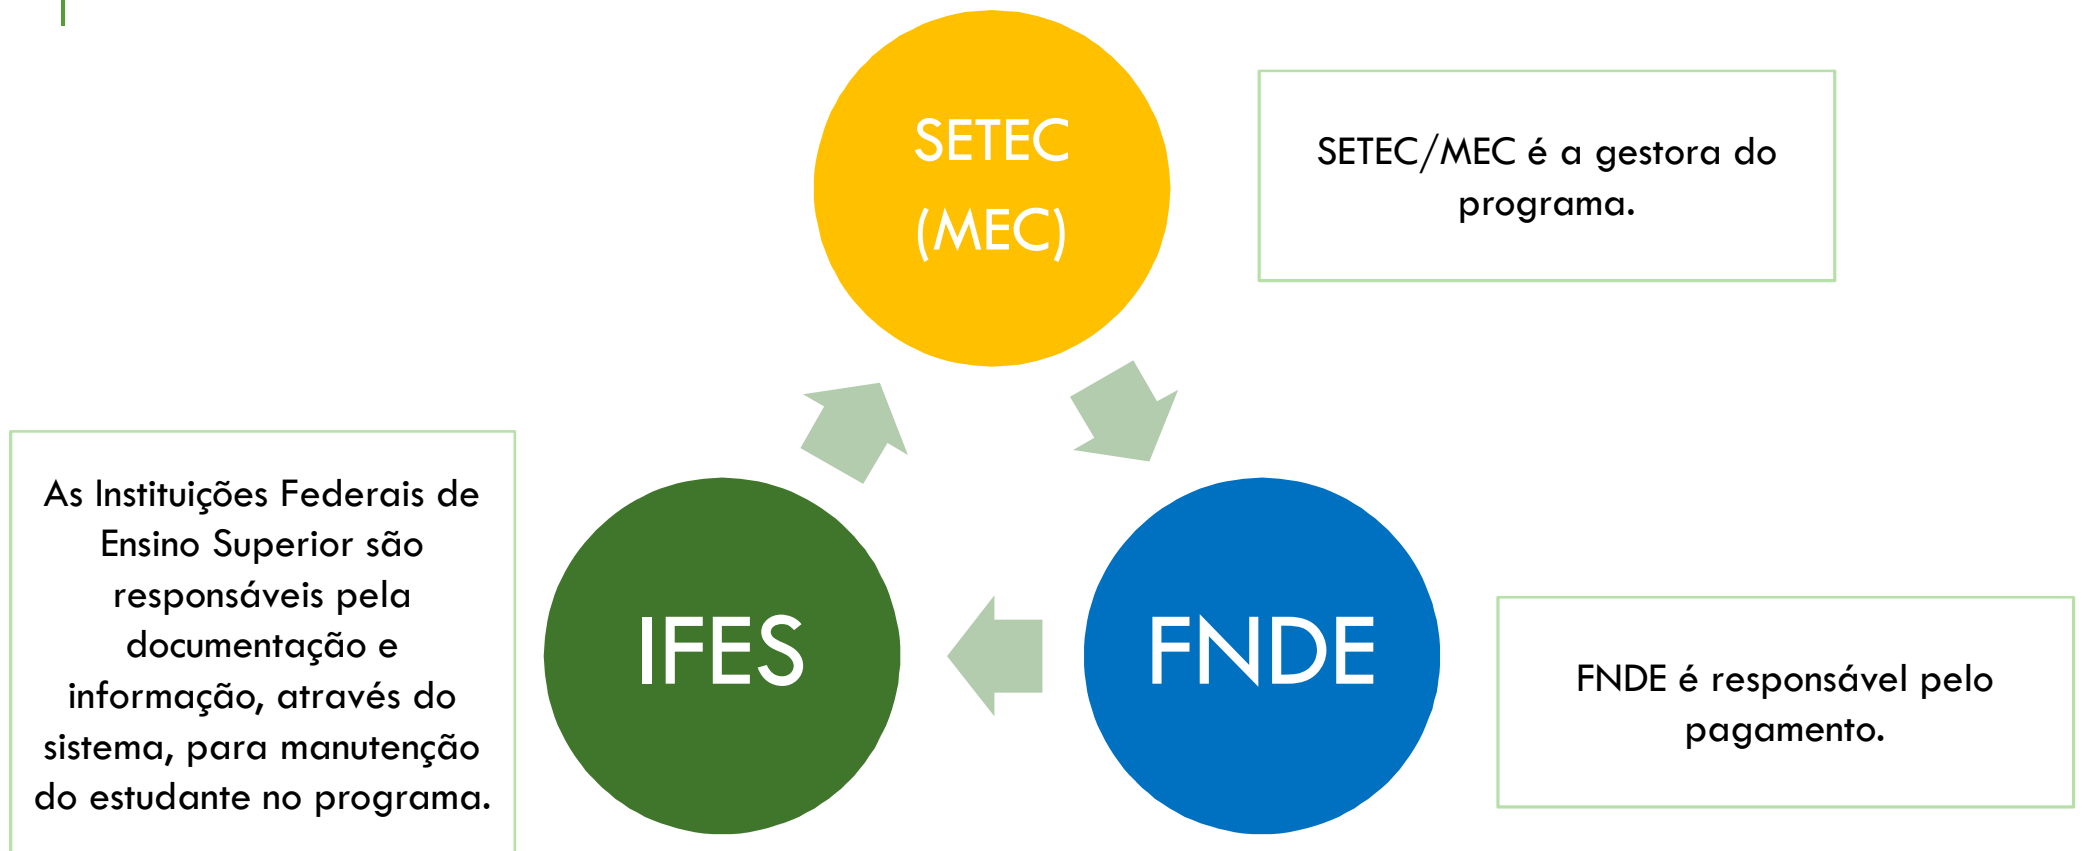 SETEC
(MEC)
SETEC/MEC é a gestora do
programa.
As Instituições Federais de
Ensino Superior são
responsáveis pela
documentação e
informação, através do
sistema, para manutenção
do estudante no programa.
IFES
FNDE
FNDE é responsável pelo
pagamento.